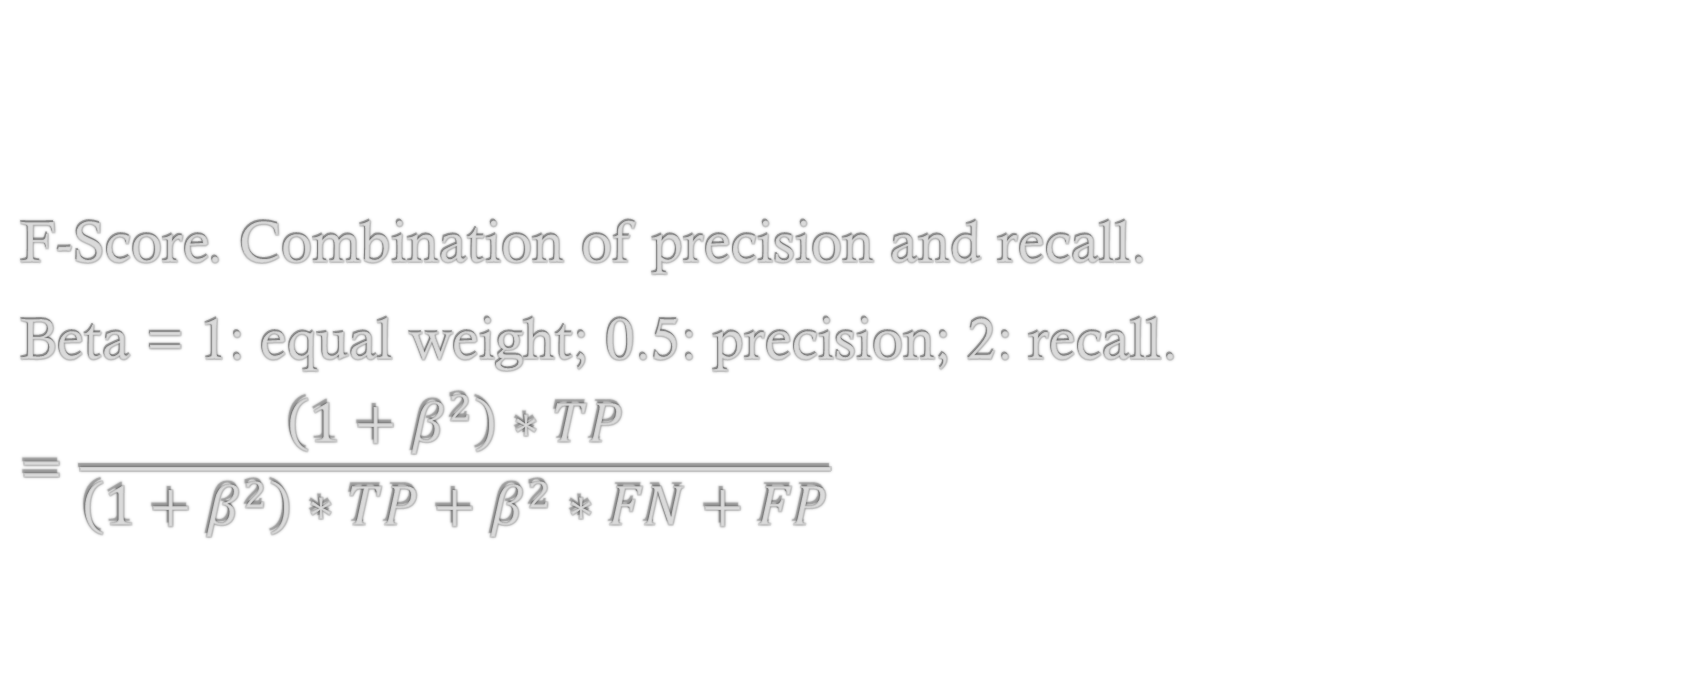 F-Score. Combination of precision and recall.
Beta = 1: equal weight; 0.5: precision; 2: recall.
= \frac{(1 + β²) * TP}{(1 + β²) * TP + β² * FN + FP}